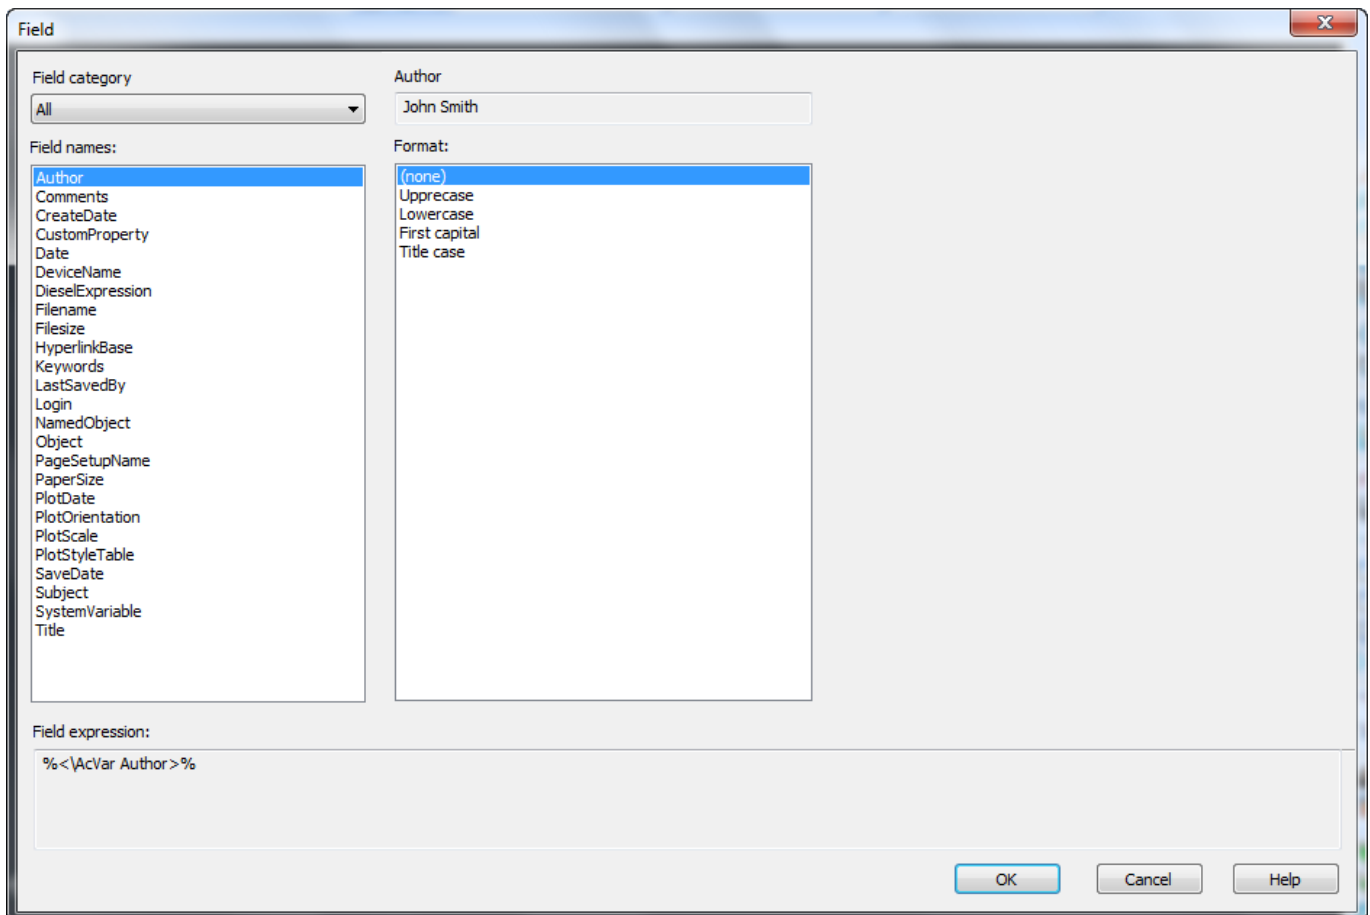 Field
Field category
All
Field names:
Author
Comments
CreateDate
CustomProperty
Date
DeviceName
DieselExpression
Filename
Filesize
HyperlinkBase
Keywords
LastSavedBy
Login
NamedObject
Object
PageSetupName
PaperSize
PlotDate
PlotOrientation
PlotScale
PlotStyleTable
SaveDate
Subject
SystemVariable
Title
Author
John Smith
Format:
(none)
Upprecase
Lowercase
First capital
Title case
Field expression:
%<\AcVar Author>%
OK
Cancel
Help